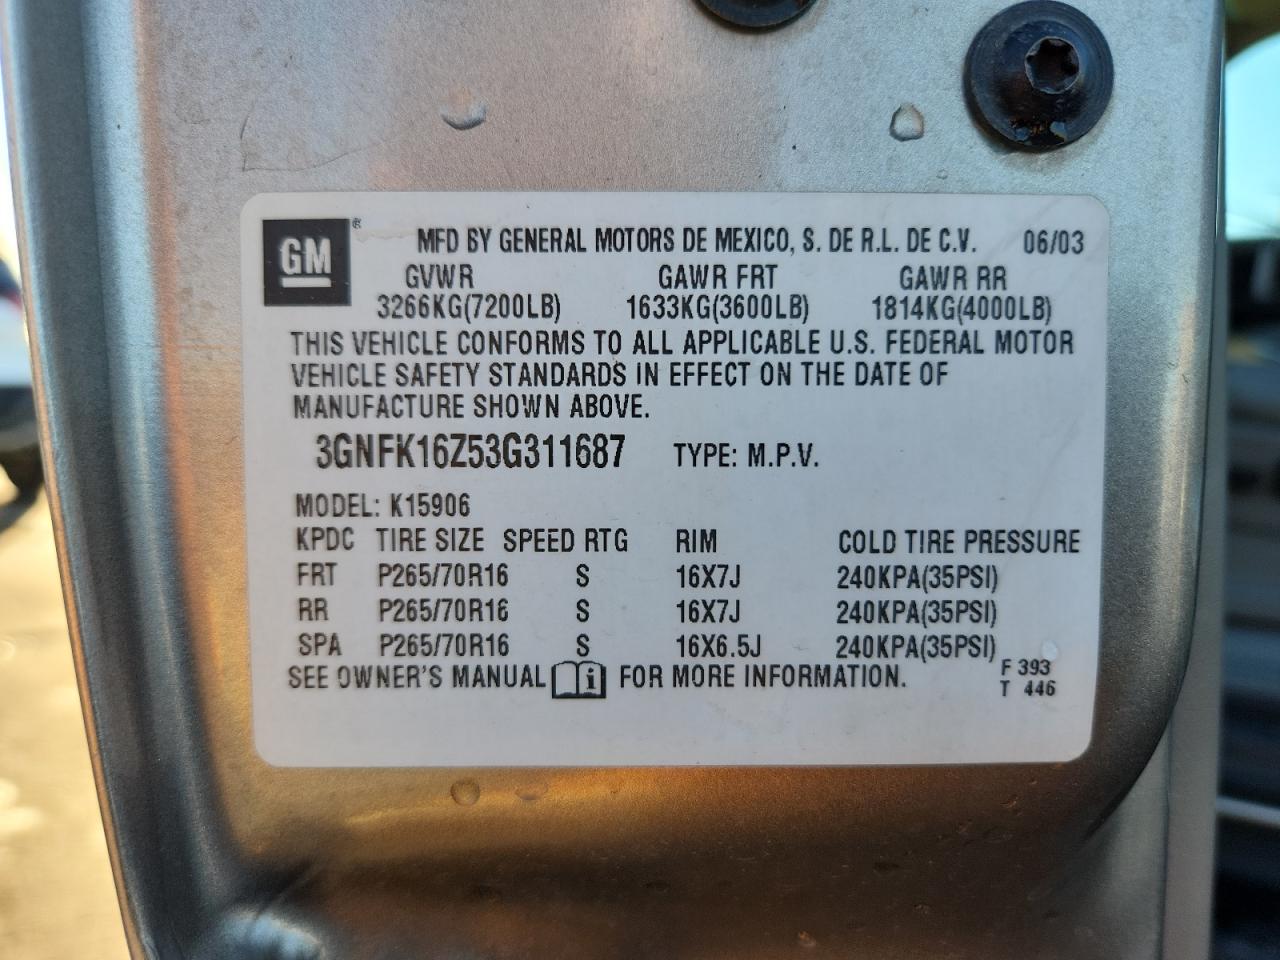 GM® MFD BY GENERAL MOTORS DE MEXICO, S. DE R.L. DE C.V. 06/03
GVWR GAWR FRT GAWR RR
3266KG(7200LB) 1633KG(3600LB) 1814KG(4000LB)
THIS VEHICLE CONFORMS TO ALL APPLICABLE U.S. FEDERAL MOTOR
VEHICLE SAFETY STANDARDS IN EFFECT ON THE DATE OF
MANUFACTURE SHOWN ABOVE.
3GNFK16Z53G311687 TYPE: M.P.V.
MODEL: K15906
KPDC TIRE SIZE SPEED RTG RIM COLD TIRE PRESSURE
FRT P265/70R16 S 16X7J 240KPA(35PSI)
RR P265/70R16 S 16X7J 240KPA(35PSI)
SPA P265/70R16 S 16X6.5J 240KPA(35PSI)
SEE OWNER'S MANUAL FOR MORE INFORMATION.
F 393
T 446